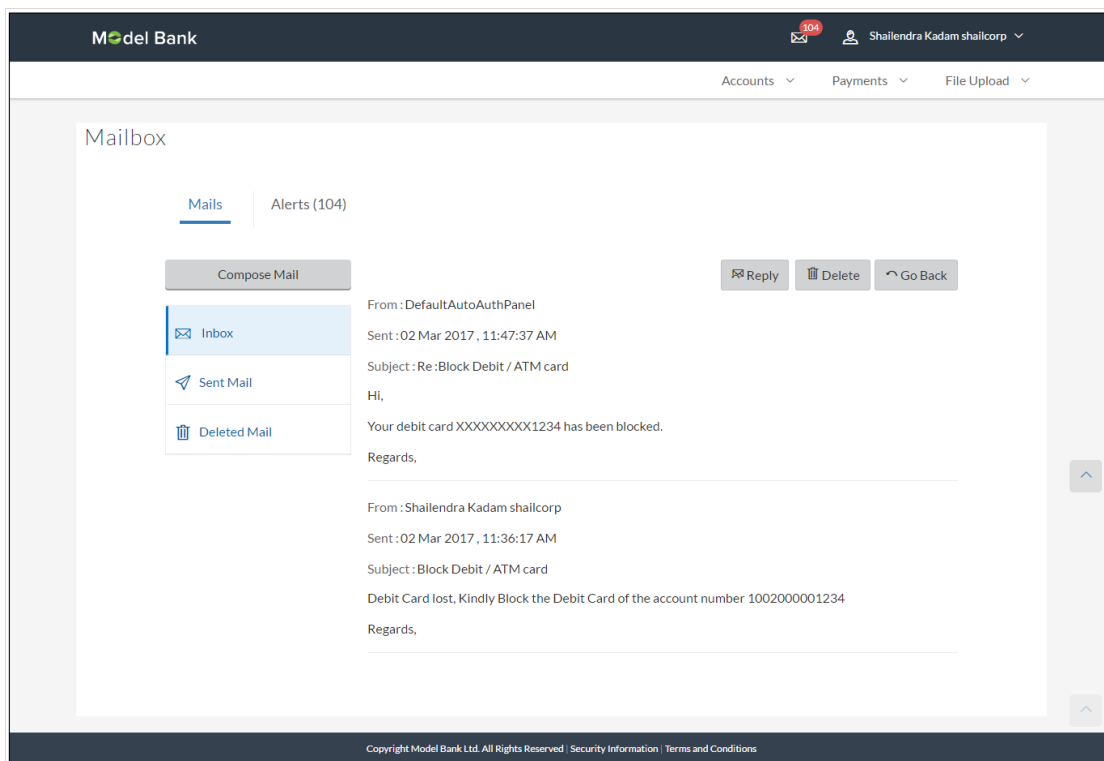 Model Bank
104
Shailendra Kadam shailcorp
Accounts
Payments
File Upload
Mailbox
Mails
Alerts (104)
Compose Mail
Reply
Delete
Go Back
Inbox
Sent Mail
Deleted Mail
From : DefaultAutoAuthPanel
Sent : 02 Mar 2017 , 11:47:37 AM
Subject : Re :Block Debit / ATM card
Hi,
Your debit card XXXXXXXXX1234 has been blocked.
Regards,
From : Shailendra Kadam shailcorp
Sent : 02 Mar 2017 , 11:36:17 AM
Subject : Block Debit / ATM card
Debit Card lost, Kindly Block the Debit Card of the account number 1002000001234
Regards,
Copyright Model Bank Ltd. All Rights Reserved | Security Information | Terms and Conditions